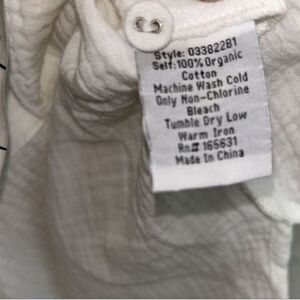 Style: 03382281
Self:100% Organic
Cotton
Machine Wash Cold
Only Non-Chlorine
Bleach
Tumble Dry Low
Warm Iron
Rn# 165631
Made In China